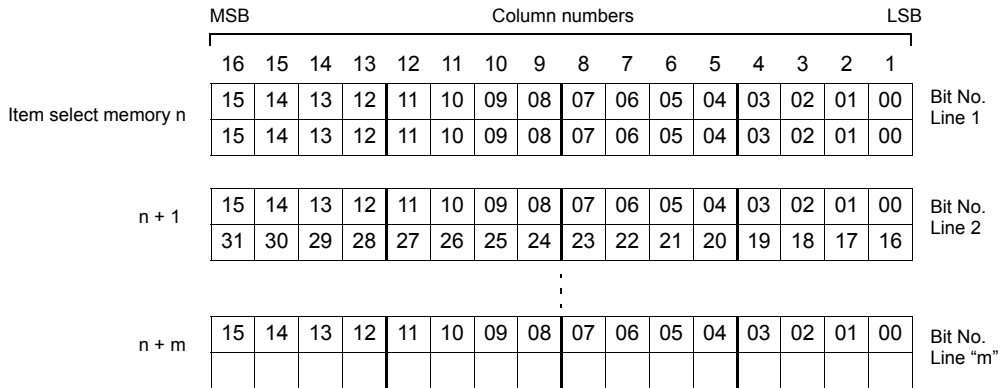 MSB Column numbers LSB
16 15 14 13 12 11 10 9 8 7 6 5 4 3 2 1
Item select memory n 15 14 13 12 11 10 09 08 07 06 05 04 03 02 01 00 Bit No.
15 14 13 12 11 10 09 08 07 06 05 04 03 02 01 00 Line 1
n + 1 15 14 13 12 11 10 09 08 07 06 05 04 03 02 01 00 Bit No.
31 30 29 28 27 26 25 24 23 22 21 20 19 18 17 16 Line 2
n + m 15 14 13 12 11 10 09 08 07 06 05 04 03 02 01 00 Bit No.
Line “m”